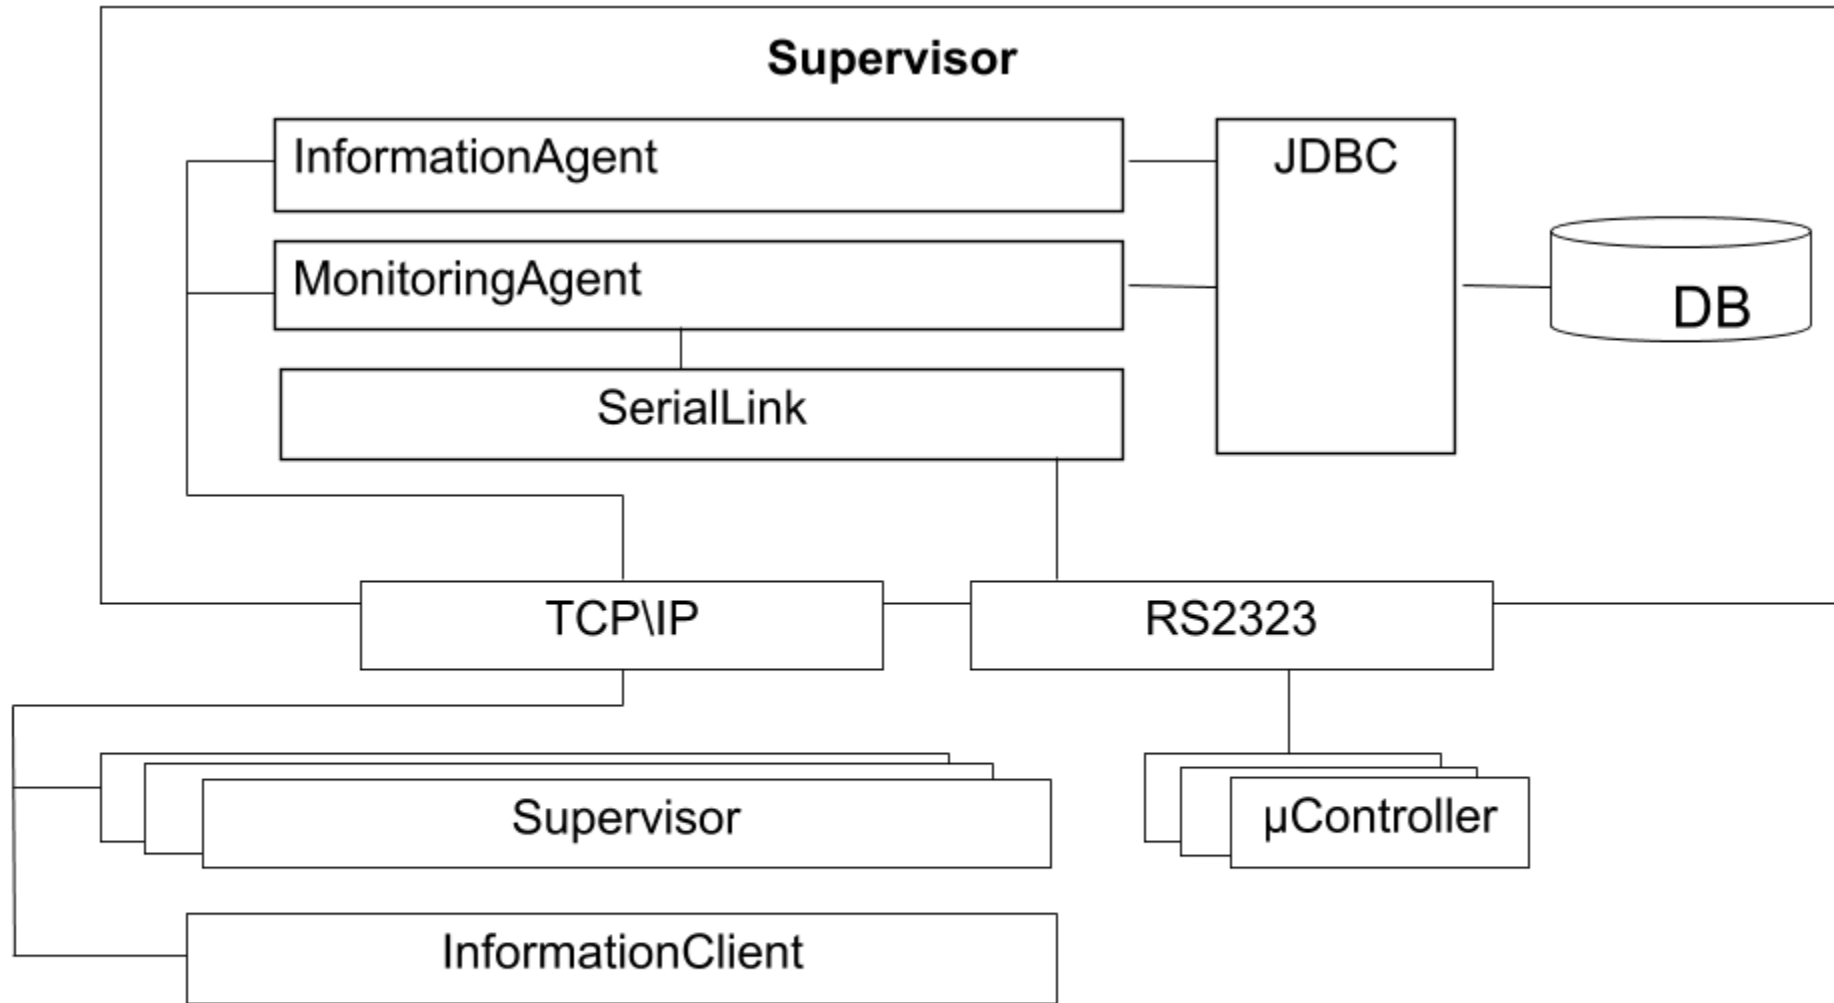 Supervisor
InformationAgent
JDBC
MonitoringAgent
DB
SerialLink
TCP\IP
RS2323
Supervisor
µController
InformationClient